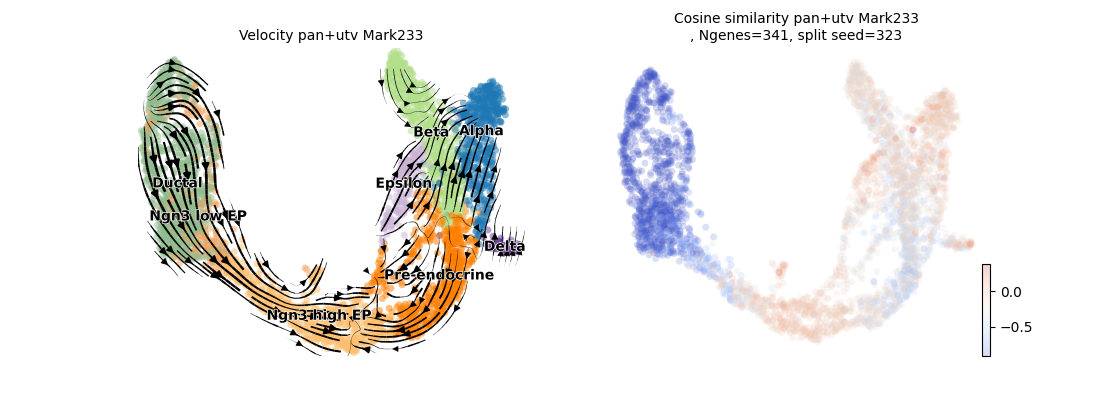 Velocity pan+utv Mark233
Beta
Alpha
Ductal
Epsilon
Ngn3 low EP
Delta
Pre-endocrine
Ngn3 high EP
Cosine similarity pan+utv Mark233
, Ngenes=341, split seed=323
0.0
−0.5